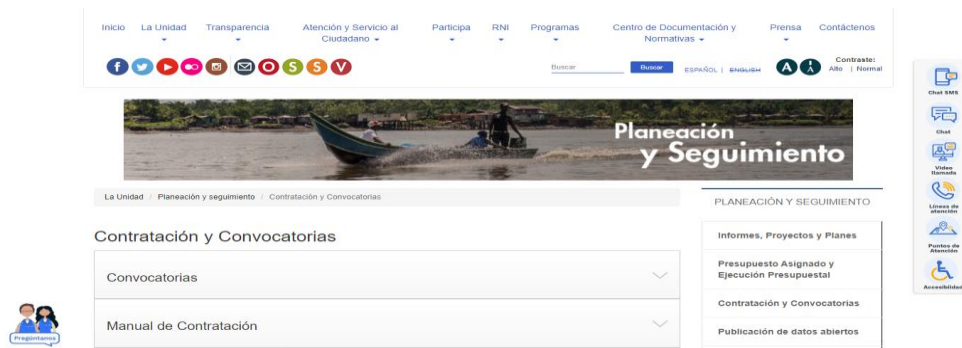 Inicio La Unidad Transparencia Atención y Servicio al Ciudadano Participa RNI Programas Centro de Documentación y Normativas Prensa Contáctenos
f S S V
Buscar Buscar ESPAÑOL | ENGLISH A A Contraste:
Alto | Normal
Planeación
y Seguimiento
La Unidad / Planeación y seguimiento / Contratación y Convocatorias
Contratación y Convocatorias
Convocatorias
Manual de Contratación
PLANEACIÓN Y SEGUIMIENTO
Informes, Proyectos y Planes
Presupuesto Asignado y
Ejecución Presupuestal
Contratación y Convocatorias
Publicación de datos abiertos
Chat SMS
Chat
Video
llamada
Líneas de
atención
Puntos de
Atención
Accesibilidad
Pregúntanos